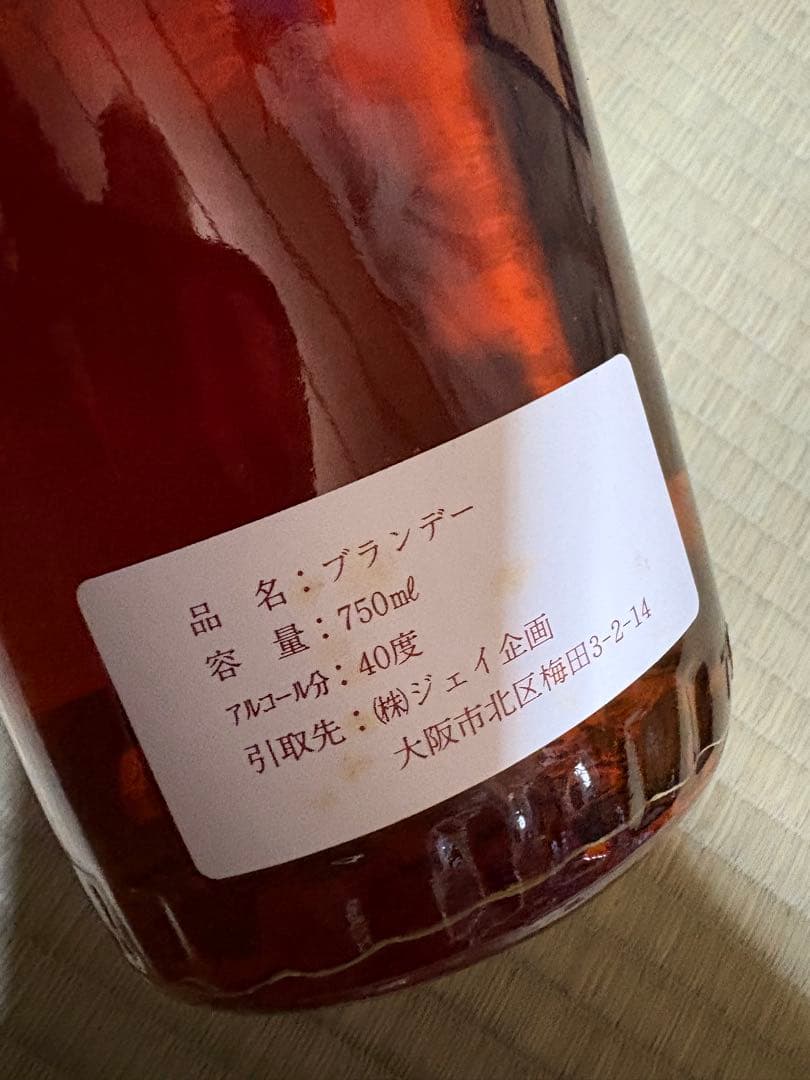 品　名：ブランデー
容　量：750㎖
アルコール分：40度
引取先：㈱ジェイ企画
大阪市北区梅田3-2-14